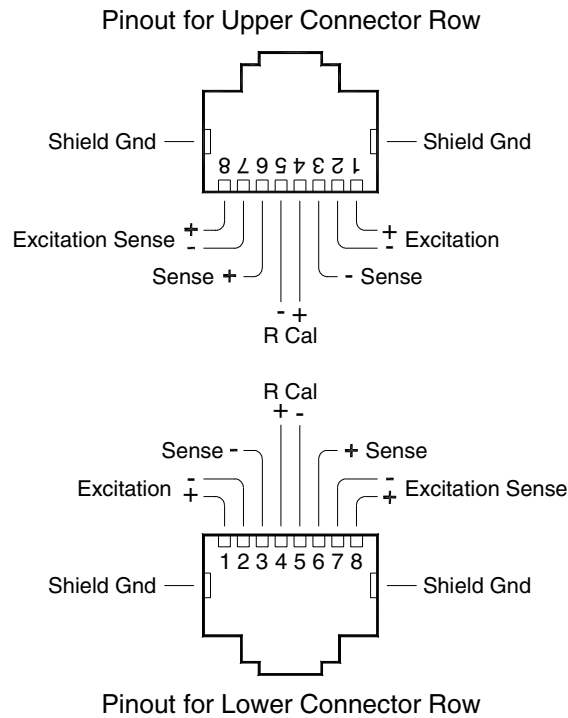 Pinout for Upper Connector Row
Shield Gnd
Shield Gnd
8 7 6 5 4 3 2 1
+
Excitation Sense
-
+
- Excitation
Sense +
- Sense
- +
R Cal
R Cal
+ -
Sense -
+ Sense
-
Excitation +
-
Excitation Sense
+
1 2 3 4 5 6 7 8
Shield Gnd
Shield Gnd
Pinout for Lower Connector Row